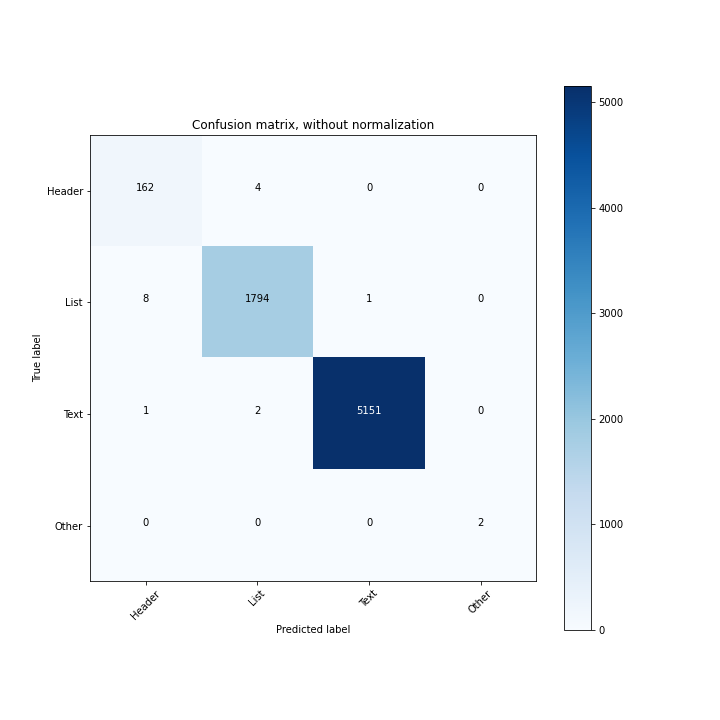 Confusion matrix, without normalization
Header 162 4 0 0
List 8 1794 1 0
Text 1 2 5151 0
Other 0 0 0 2
Header List Text Other
True label
Predicted label
5000
4000
3000
2000
1000
0